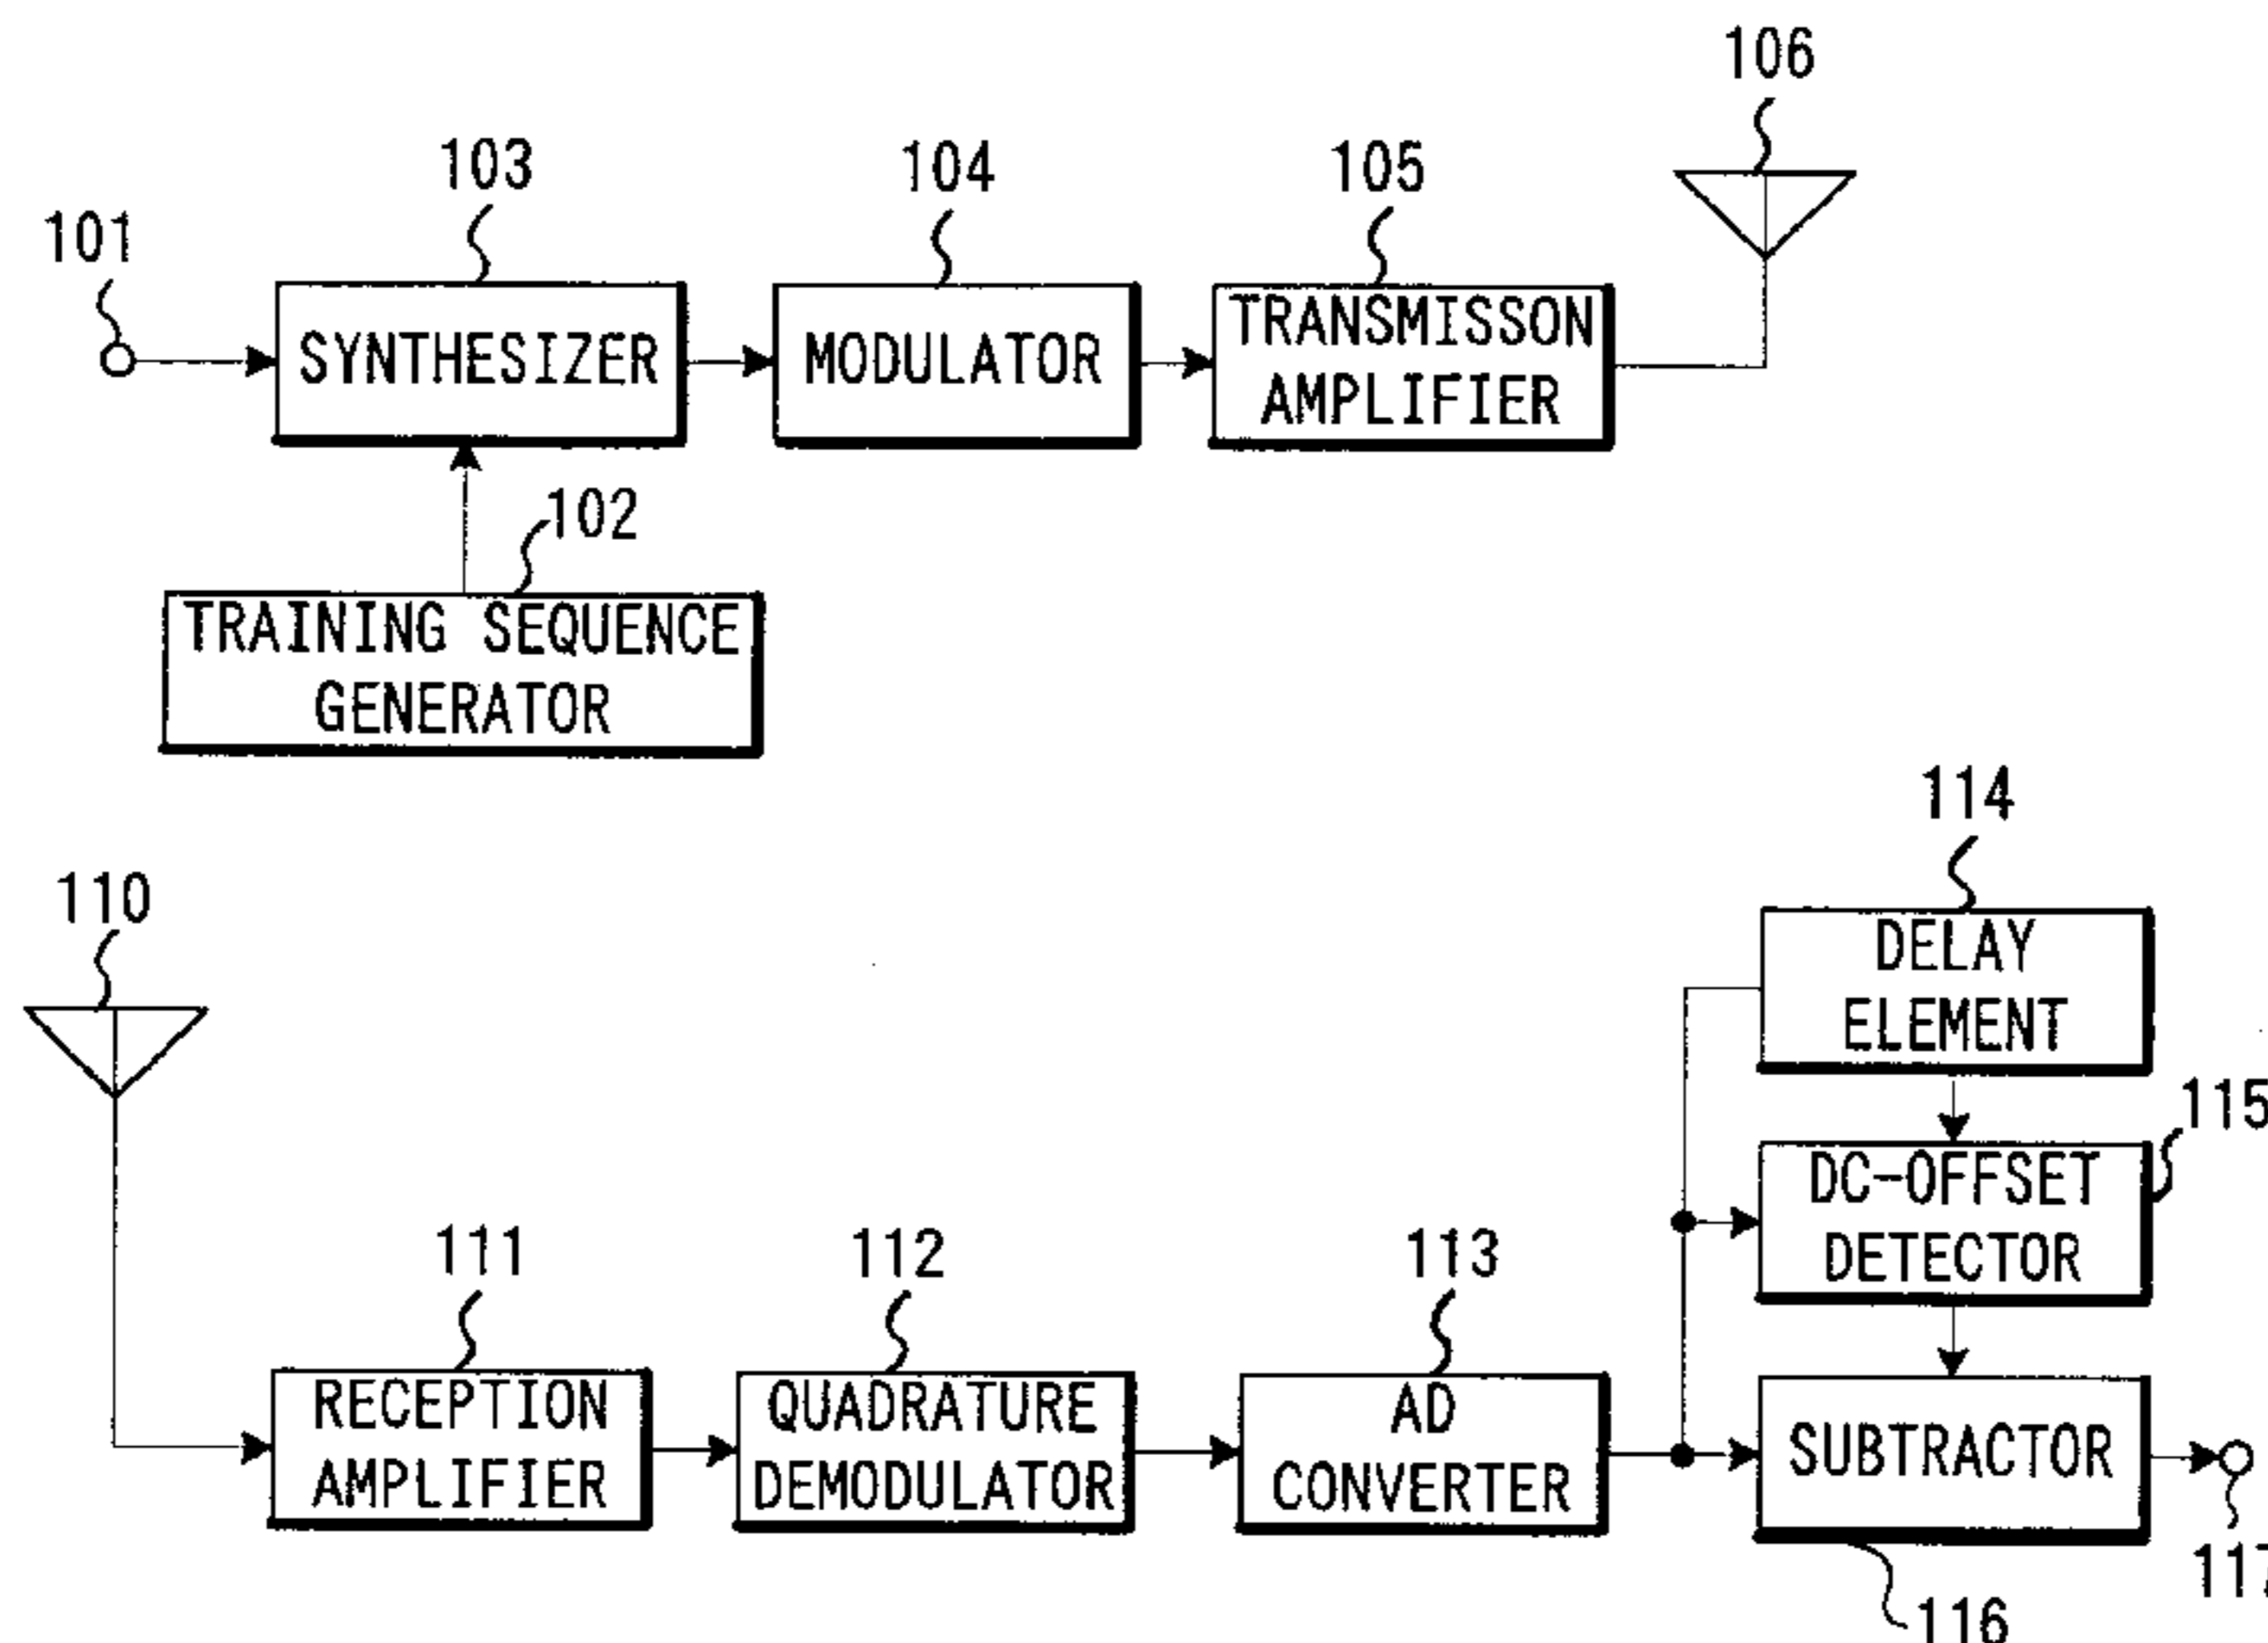 106
103
104
105
101
SYNTHESIZER
MODULATOR
TRANSMISSON
AMPLIFIER
102
TRAINING SEQUENCE
GENERATOR
114
110
DELAY
ELEMENT
115
DC-OFFSET
DETECTOR
111
112
113
RECEPTION
AMPLIFIER
QUADRATURE
DEMODULATOR
AD
CONVERTER
SUBTRACTOR
117
116